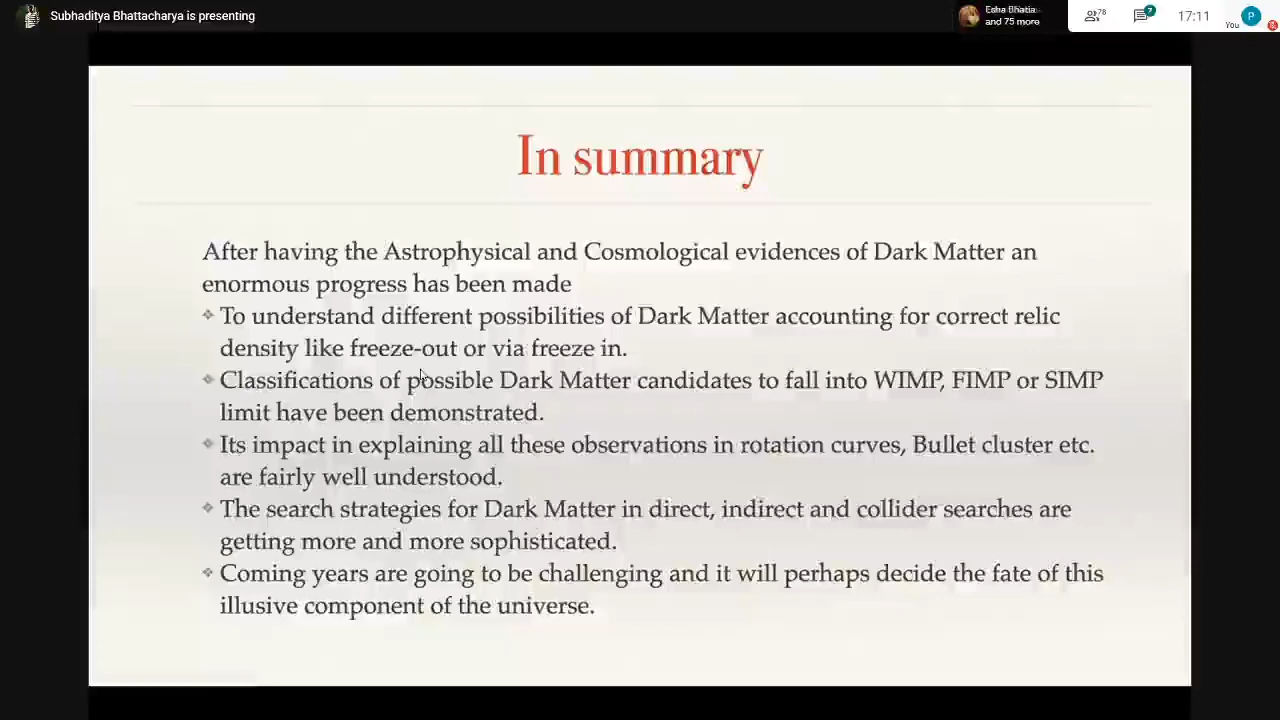 Subhaditya Bhattacharya is presenting
Esha Bhatia
and 75 more
78
7
17:11
You
P
In summary
After having the Astrophysical and Cosmological evidences of Dark Matter an
enormous progress has been made
❖ To understand different possibilities of Dark Matter accounting for correct relic
density like freeze-out or via freeze in.
❖ Classifications of possible Dark Matter candidates to fall into WIMP, FIMP or SIMP
limit have been demonstrated.
❖ Its impact in explaining all these observations in rotation curves, Bullet cluster etc.
are fairly well understood.
❖ The search strategies for Dark Matter in direct, indirect and collider searches are
getting more and more sophisticated.
❖ Coming years are going to be challenging and it will perhaps decide the fate of this
illusive component of the universe.